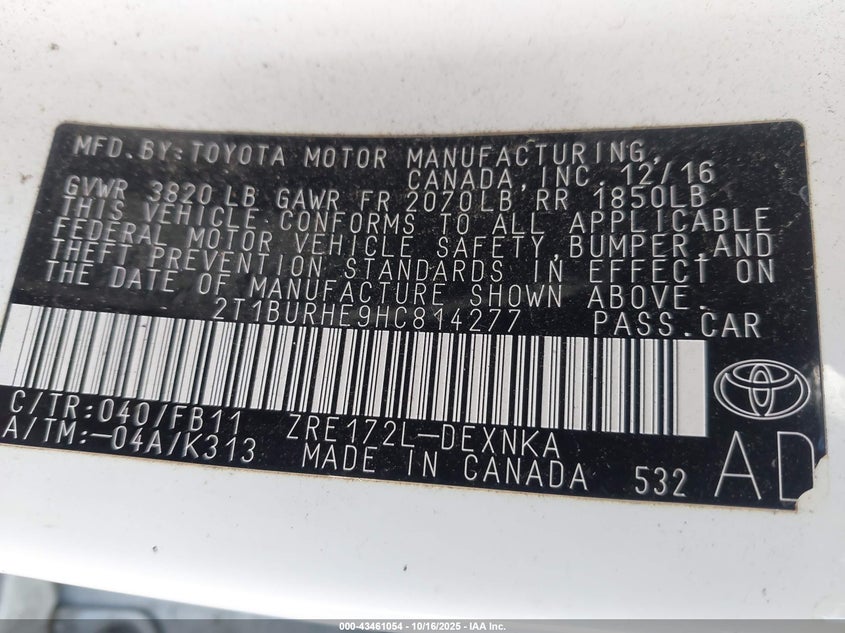 MFD.BY:TOYOTA MOTOR MANUFACTURING,
CANADA, INC. 12/16
GVWR 3820 LB GAWR FR 2070LB RR 1850LB
THIS VEHICLE CONFORMS TO ALL APPLICABLE
FEDERAL MOTOR VEHICLE SAFETY, BUMPER,AND
THEFT PREVENTION STANDARDS IN EFFECT ON
THE DATE OF MANUFACTURE SHOWN ABOVE.
2T1BURHE9HC814277 PASS.CAR
C/TR:040/FB11 ZRE172L-DEXNKA
A/TM:-04A/K313 MADE IN CANADA 532
AD
000-43461054 - 10/16/2025 - IAA Inc.